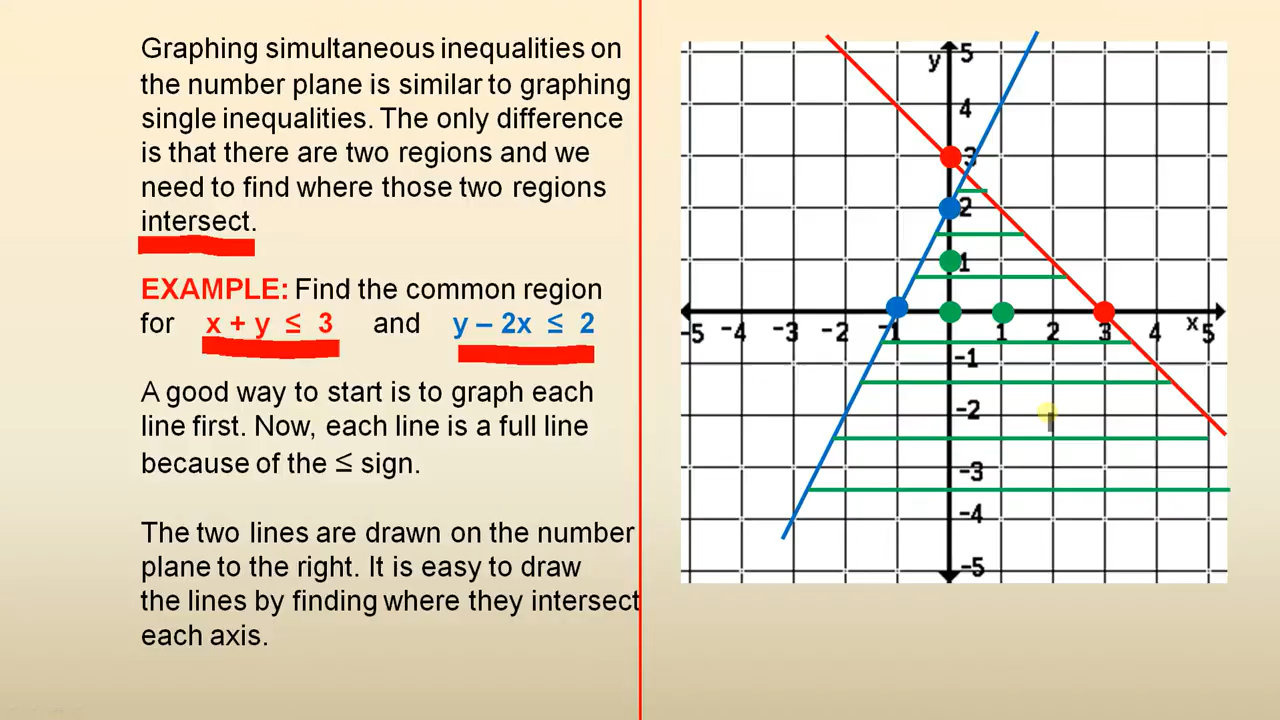 Graphing simultaneous inequalities on
the number plane is similar to graphing
single inequalities. The only difference
is that there are two regions and we
need to find where those two regions
intersect.
EXAMPLE: Find the common region
for x + y ≤ 3 and y – 2x ≤ 2
A good way to start is to graph each
line first. Now, each line is a full line
because of the ≤ sign.
The two lines are drawn on the number
plane to the right. It is easy to draw
the lines by finding where they intersect
each axis.
y
5
4
3
2
1
-5 -4 -3 -2 -1 1 2 3 4 x 5
-1
-2
-3
-4
-5